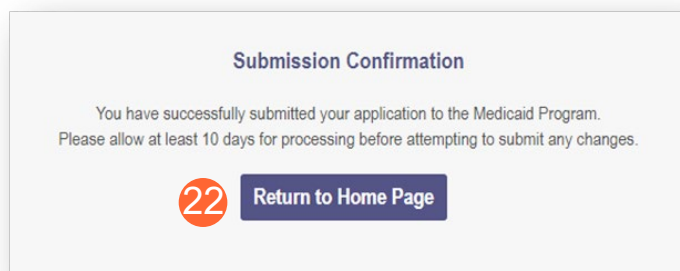 Submission Confirmation
You have successfully submitted your application to the Medicaid Program.
Please allow at least 10 days for processing before attempting to submit any changes.
22 Return to Home Page